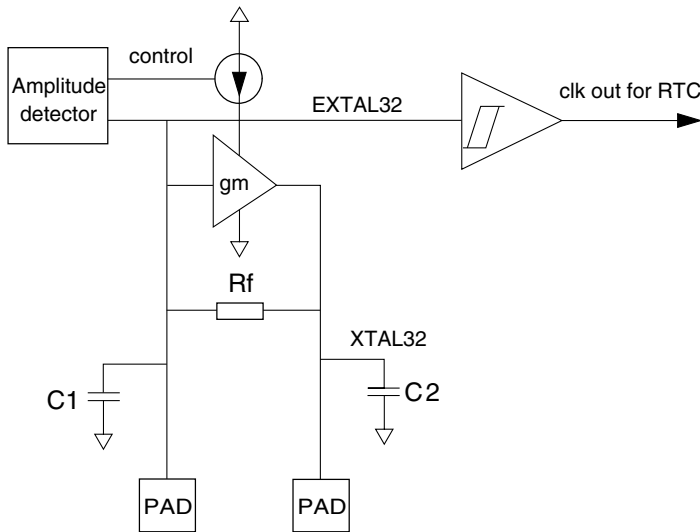 control
Amplitude
detector
EXTAL32
clk out for RTC
gm
Rf
XTAL32
C1
C2
PAD
PAD